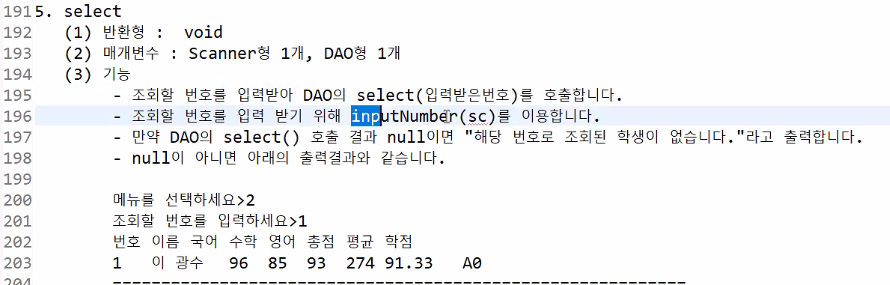 191 5. select
192 (1) 반환형 : void
193 (2) 매개변수 : Scanner형 1개, DAO형 1개
194 (3) 기능
195 - 조회할 번호를 입력받아 DAO의 select(입력받은번호)를 호출합니다.
196 - 조회할 번호를 입력 받기 위해 inputNumber(sc)를 이용합니다.
197 - 만약 DAO의 select() 호출 결과 null이면 "해당 번호로 조회된 학생이 없습니다."라고 출력합니다.
198 - null이 아니면 아래의 출력결과와 같습니다.
199
200 메뉴를 선택하세요>2
201 조회할 번호를 입력하세요>1
202 번호 이름 국어 수학 영어 총점 평균 학점
203 1 이 광수 96 85 93 274 91.33 A0
204 -------------------------------------------------------------